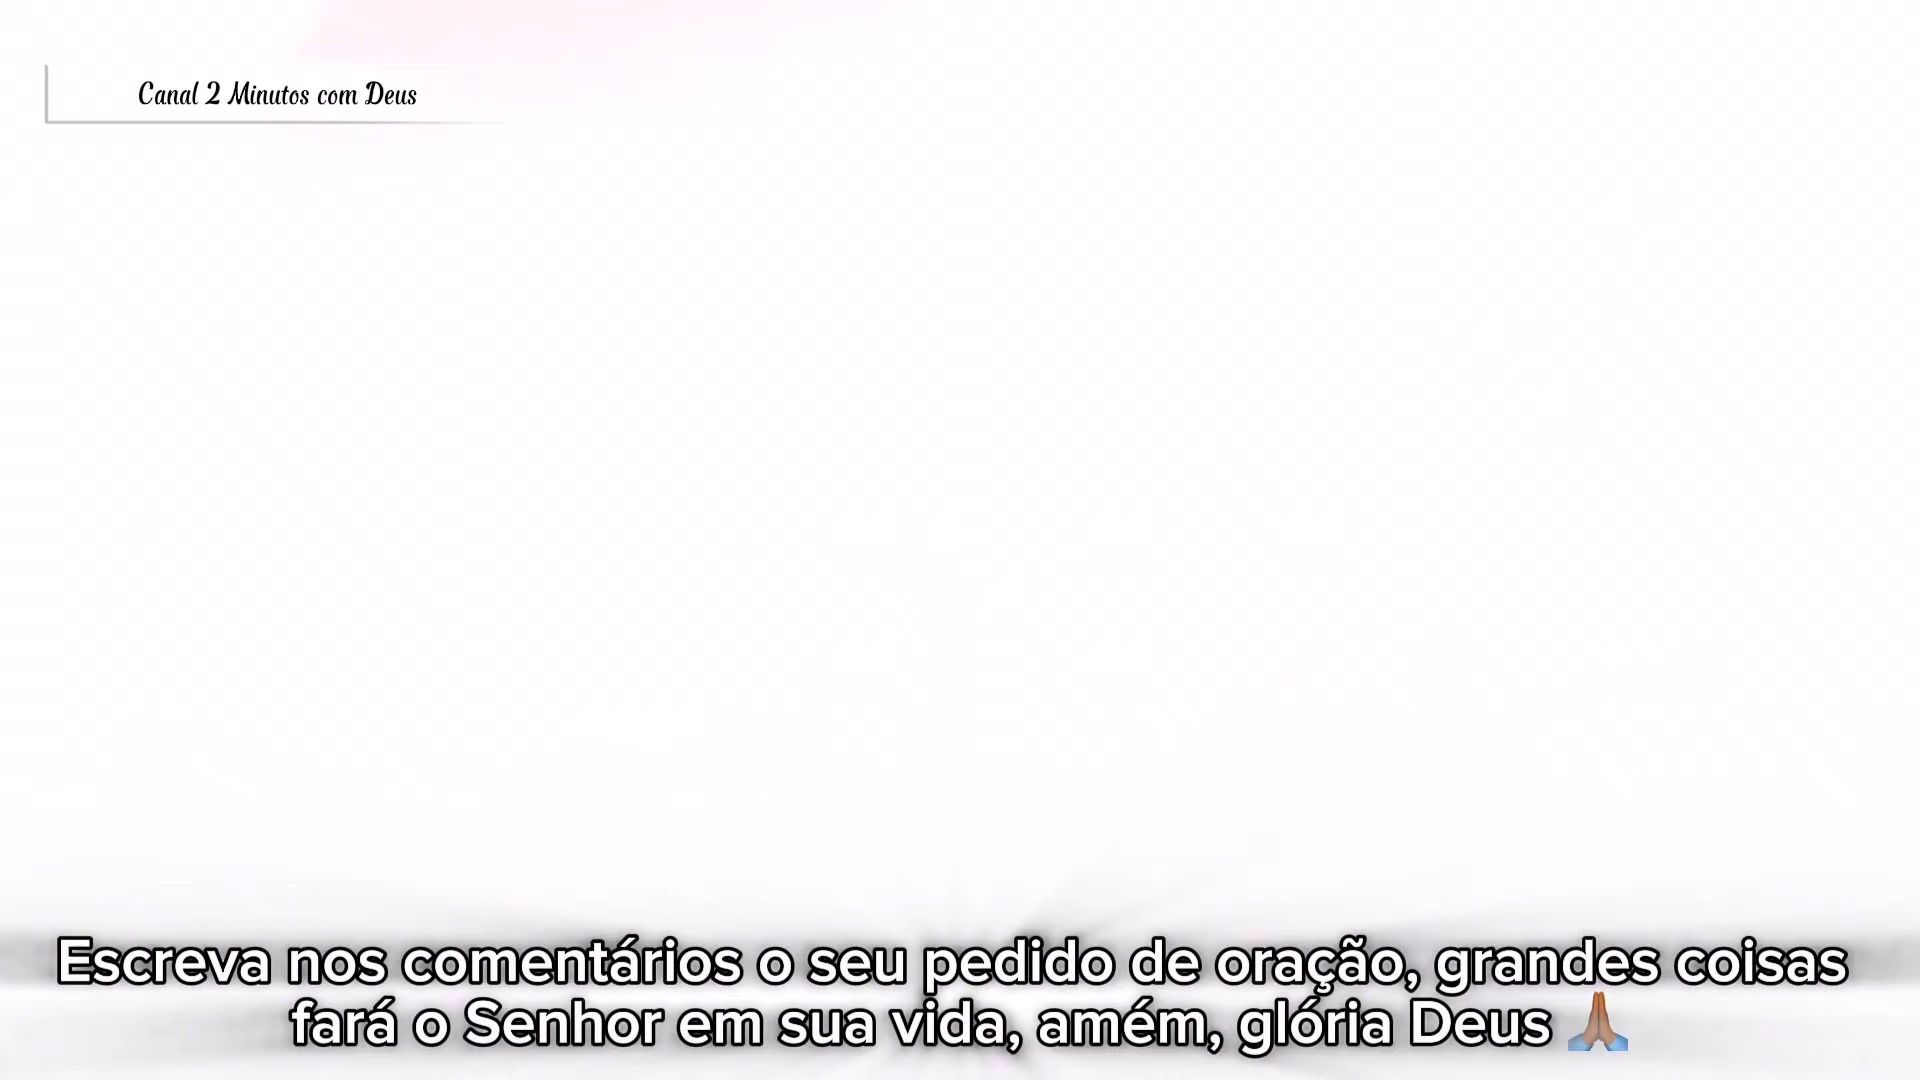 Canal 2 Minutos com Deus
Escreva nos comentários o seu pedido de oração, grandes coisas
fará o Senhor em sua vida, amém, glória Deus 🙏🏽